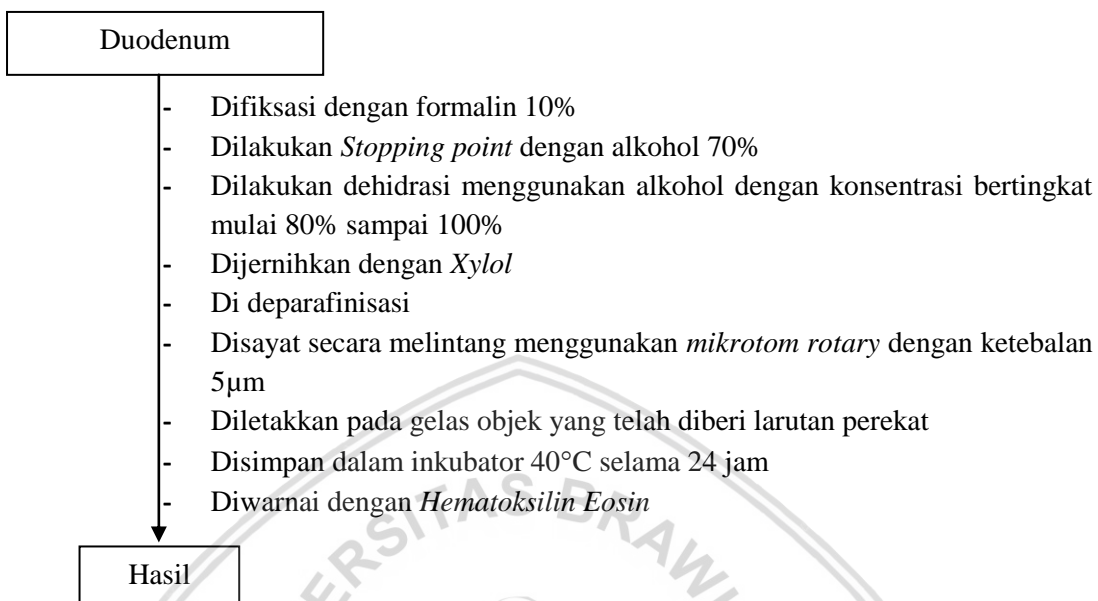 Duodenum
- Difiksasi dengan formalin 10%
- Dilakukan Stopping point dengan alkohol 70%
- Dilakukan dehidrasi menggunakan alkohol dengan konsentrasi bertingkat
mulai 80% sampai 100%
- Dijernihkan dengan Xylol
- Di deparafinisasi
- Disayat secara melintang menggunakan mikrotom rotary dengan ketebalan
5µm
- Diletakkan pada gelas objek yang telah diberi larutan perekat
- Disimpan dalam inkubator 40°C selama 24 jam
- Diwarnai dengan Hematoksilin Eosin
Hasil